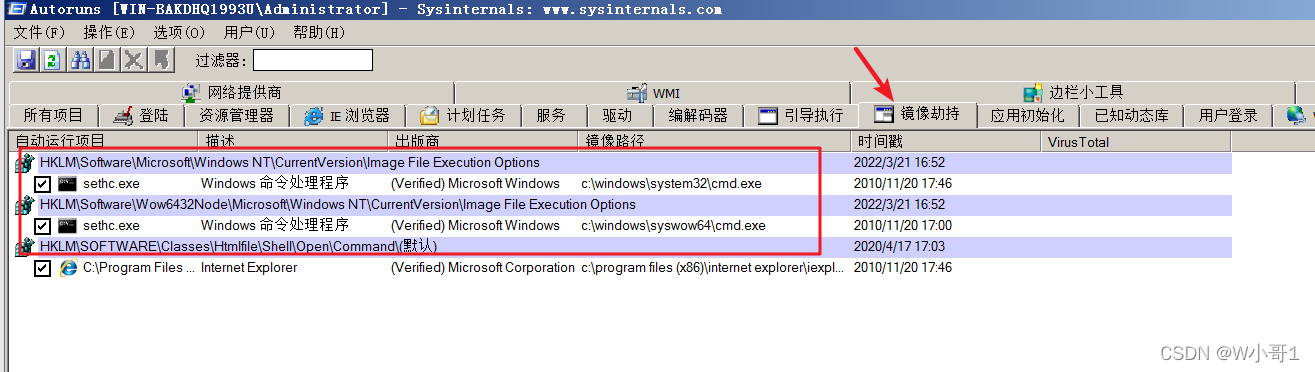 Autoruns [WIN-BAKDHQ1993U\Administrator] - Sysinternals: www.sysinternals.com
文件(F) 操作(E) 选项(O) 用户(U) 帮助(H)
过滤器:
网络提供商 WMI 边栏小工具
所有项目 登陆 资源管理器 IE 浏览器 计划任务 服务 驱动 编解码器 引导执行 镜像劫持 应用初始化 已知动态库 用户登录
自动运行项目 描述 出版商 镜像路径 时间戳 VirusTotal
HKLM\Software\Microsoft\Windows NT\CurrentVersion\Image File Execution Options 2022/3/21 16:52
sethc.exe Windows 命令处理程序 (Verified) Microsoft Windows c:\windows\system32\cmd.exe 2010/11/20 17:46
HKLM\Software\Wow6432Node\Microsoft\Windows NT\CurrentVersion\Image File Execution Options 2022/3/21 16:52
sethc.exe Windows 命令处理程序 (Verified) Microsoft Windows c:\windows\syswow64\cmd.exe 2010/11/20 17:00
HKLM\SOFTWARE\Classes\Htmlfile\Shell\Open\Command\(默认) 2020/4/17 17:03
C:\Program Files ... Internet Explorer (Verified) Microsoft Corporation c:\program files (x86)\internet explorer\iexpl... 2010/11/20 17:46
CSDN @W小哥1